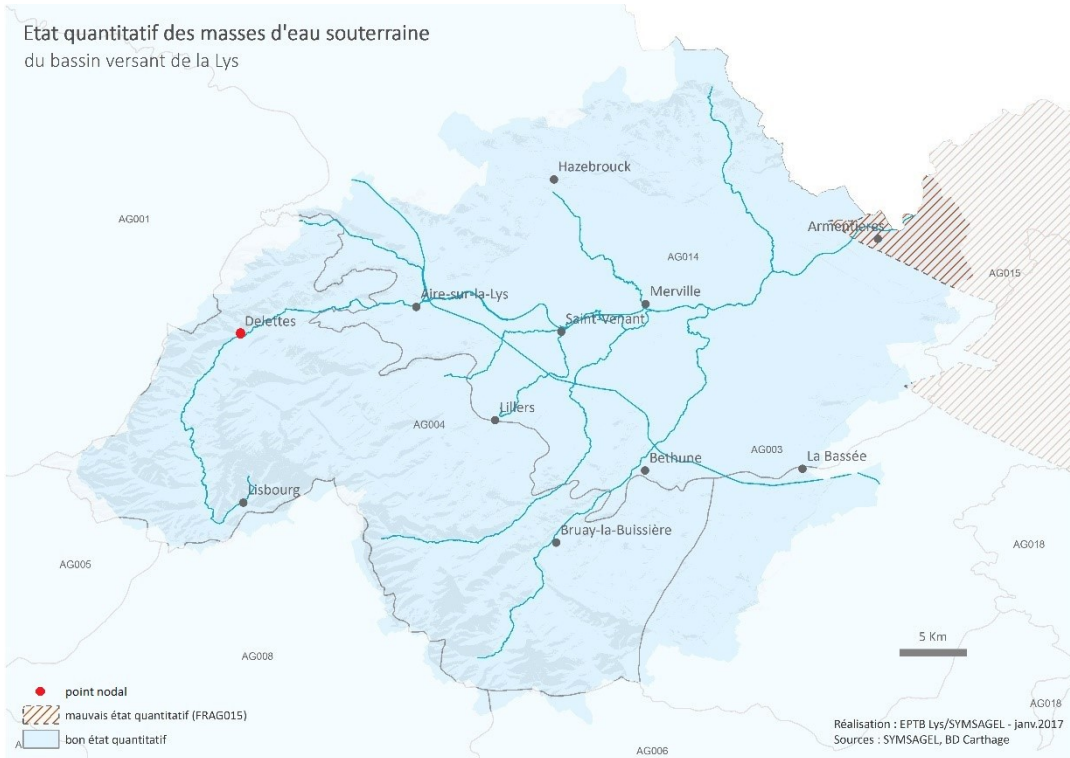 Etat quantitatif des masses d'eau souterraine
du bassin versant de la Lys
Hazebrouck
AG001
Armentières
AG014
AG015
Aire-sur-la-Lys
Merville
Delettes
Saint-Venant
Lillers
AG004
AG003
La Bassée
Bethune
Lisbourg
Bruay-la-Buissière
AG018
AG005
5 Km
AG008
point nodal
mauvais état quantitatif (FRAG015)
bon état quantitatif
AG018
Réalisation : EPTB Lys/SYMSAGEL - janv.2017
Sources : SYMSAGEL, BD Carthage
AG006